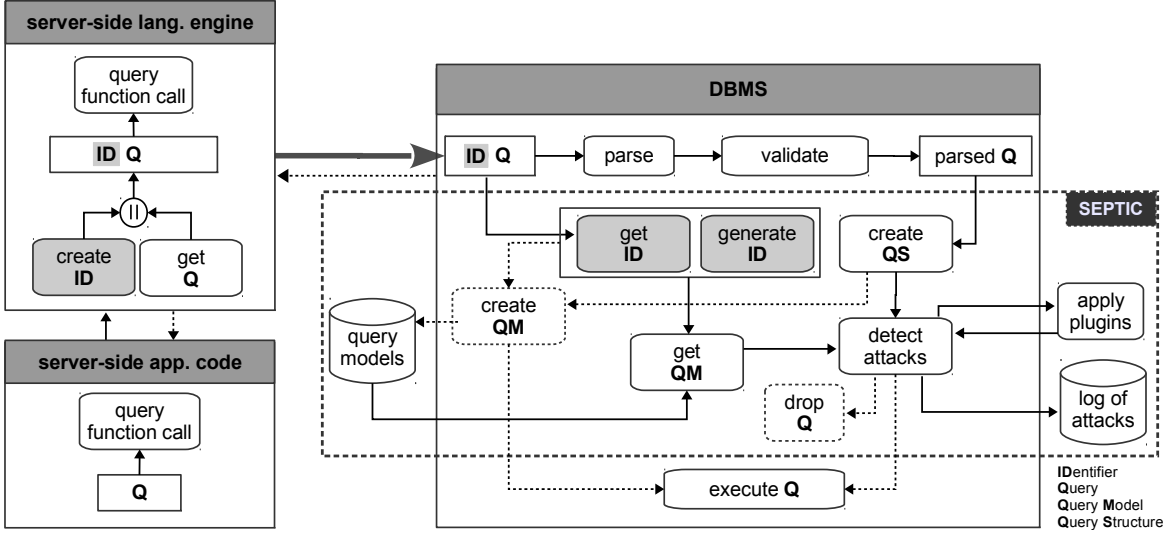 server-side lang. engine
query
function call
ID Q
||
create
ID
get
Q
server-side app. code
query
function call
Q
DBMS
ID Q
parse
validate
parsed Q
SEPTIC
get
ID
generate
ID
create
QS
create
QM
query
models
get
QM
detect
attacks
apply
plugins
drop
Q
log of
attacks
execute Q
IDentifier
Query
Query Model
Query Structure